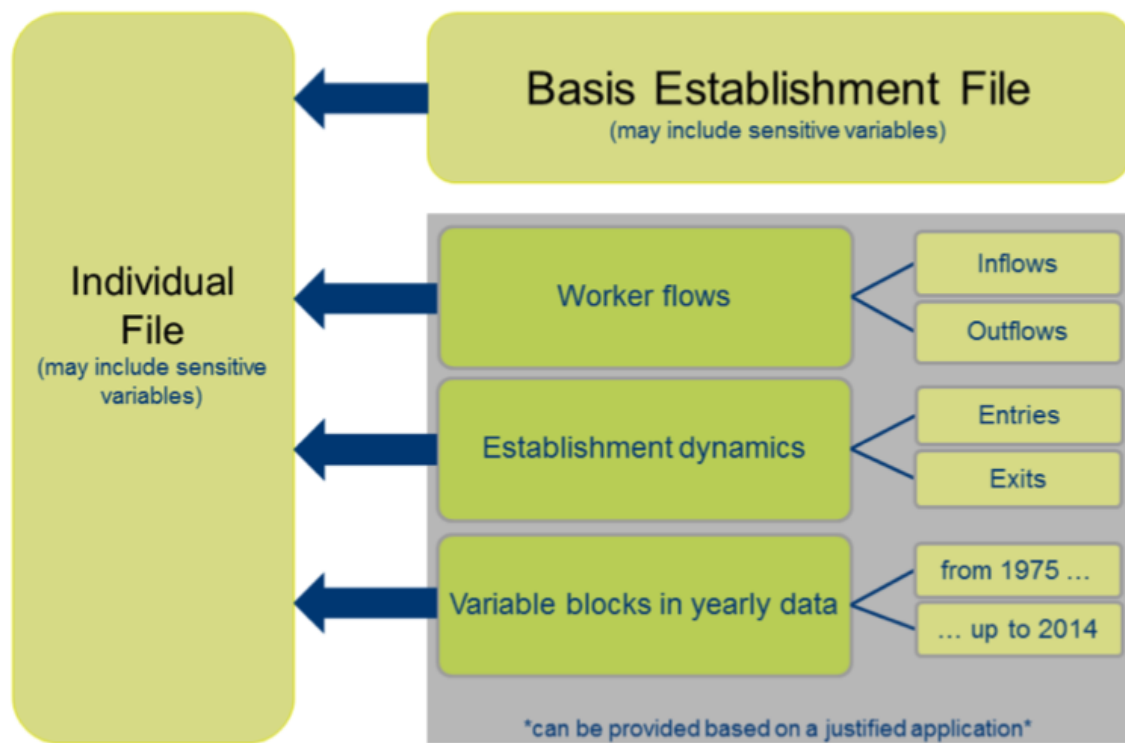 Basis Establishment File
(may include sensitive variables)
Individual
File
(may include sensitive
variables)
Worker flows
Inflows
Outflows
Establishment dynamics
Entries
Exits
Variable blocks in yearly data
from 1975 ...
... up to 2014
*can be provided based on a justified application*